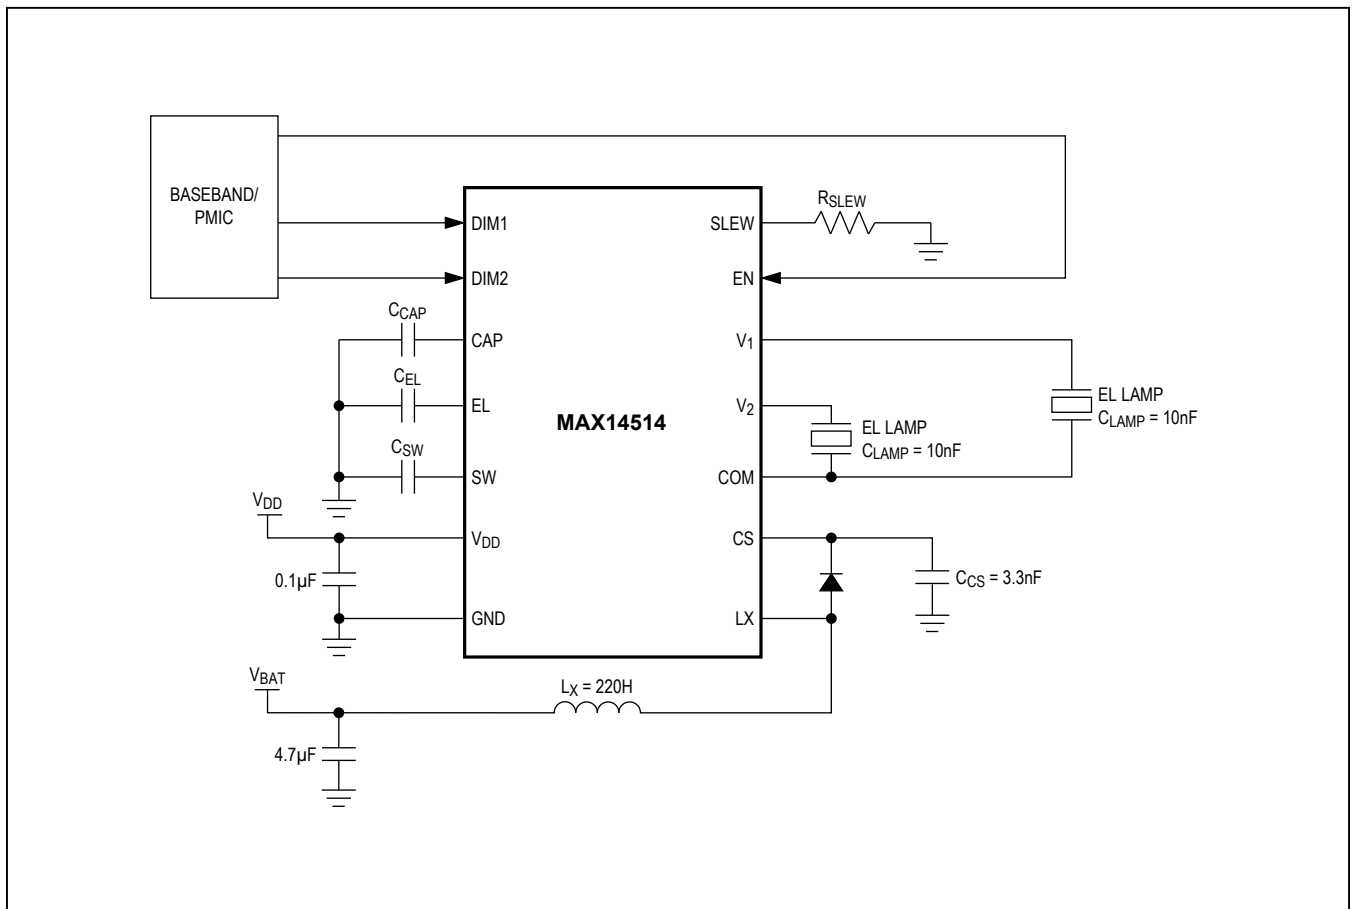 BASEBAND/
PMIC
DIM1
DIM2
CAP
EL
SW
VDD
GND
MAX14514
SLEW
EN
V1
V2
COM
CS
LX
RSLEW
CCAP
CEL
CSW
VDD
0.1µF
VBAT
4.7µF
LX = 220H
EL LAMP
CLAMP = 10nF
EL LAMP
CLAMP = 10nF
CCS = 3.3nF